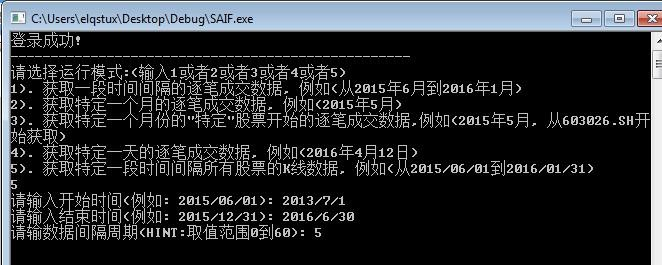 C:\Users\elqstux\Desktop\Debug\SAIF.exe
登录成功!
--------------------------------------------------
请选择运行模式:(输入1或者2或者3或者4或者5)
1). 获取一段时间间隔的逐笔成交数据, 例如(从2015年6月到2016年1月)
2). 获取特定一个月的逐笔成交数据, 例如(2015年5月)
3). 获取特定一个月份的"特定"股票开始的逐笔成交数据,例如(2015年5月, 从603026.SH开
始获取)
4). 获取特定一天的逐笔成交数据, 例如(2016年4月12日)
5). 获取特定一段时间间隔所有股票的K线数据, 例如(从2015/06/01到2016/01/31)
5
请输入开始时间(例如: 2015/06/01): 2013/7/1
请输入结束时间(例如: 2015/12/31): 2016/6/30
请输数据间隔周期(HINT:取值范围0到60): 5